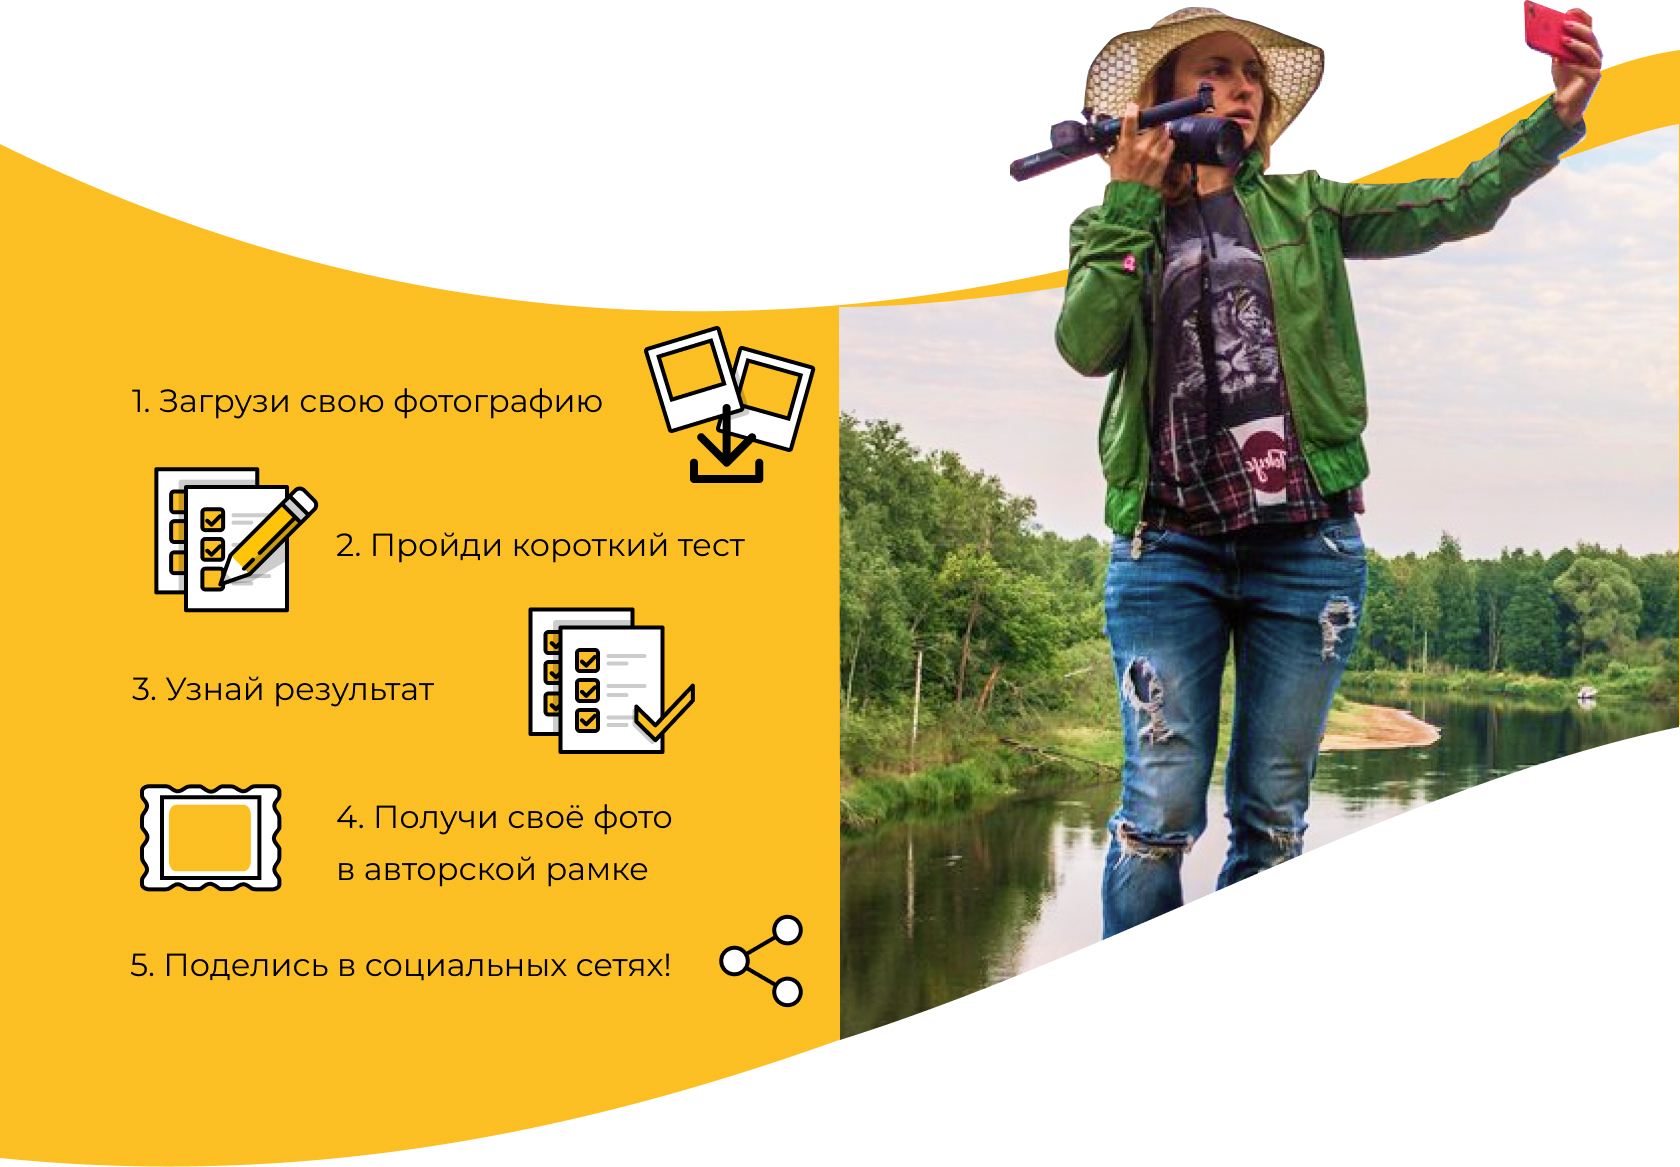 1. Загрузи свою фотографию
2. Пройди короткий тест
3. Узнай результат
4. Получи своё фото
в авторской рамке
5. Поделись в социальных сетях!